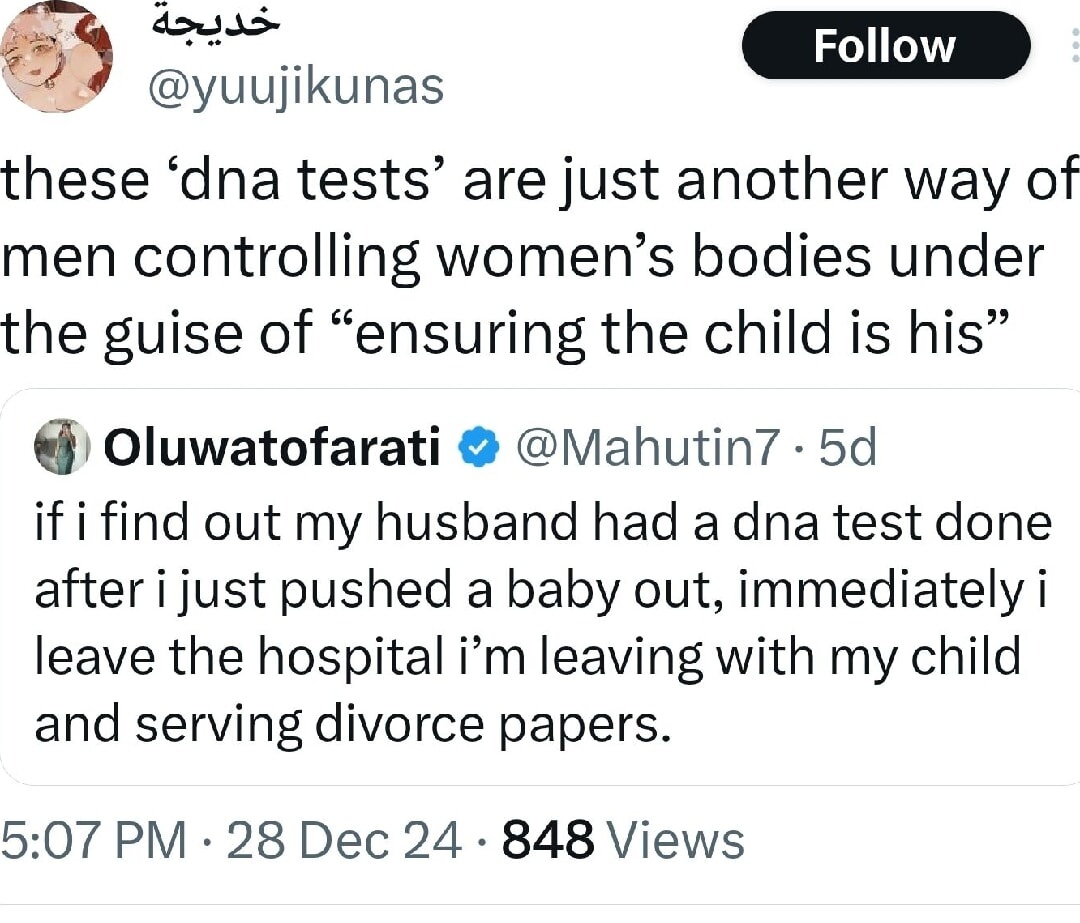 خديجة
Follow
@yuujikunas
these ‘dna tests’ are just another way of
men controlling women’s bodies under
the guise of “ensuring the child is his”
Oluwatofarati @Mahutin7 · 5d
if i find out my husband had a dna test done
after i just pushed a baby out, immediately i
leave the hospital i’m leaving with my child
and serving divorce papers.
5:07 PM · 28 Dec 24 · 848 Views